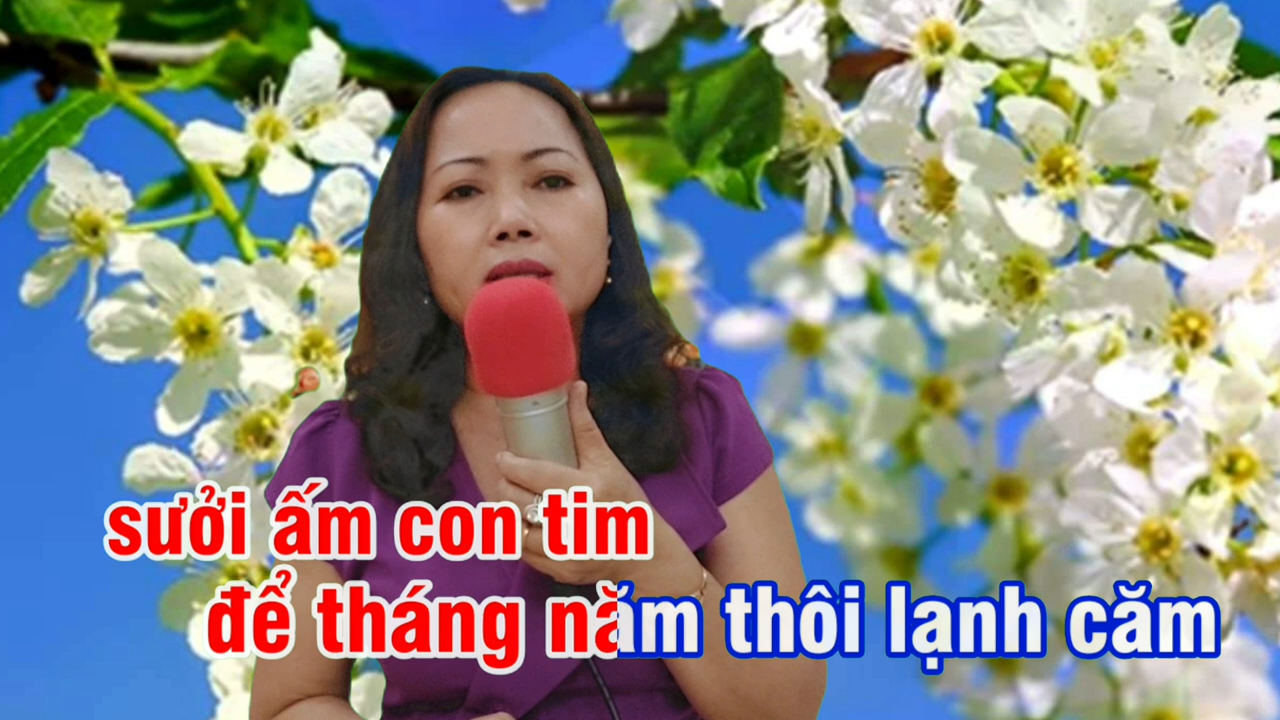 sưởi ấm con tim
để tháng năm thôi lạnh căm